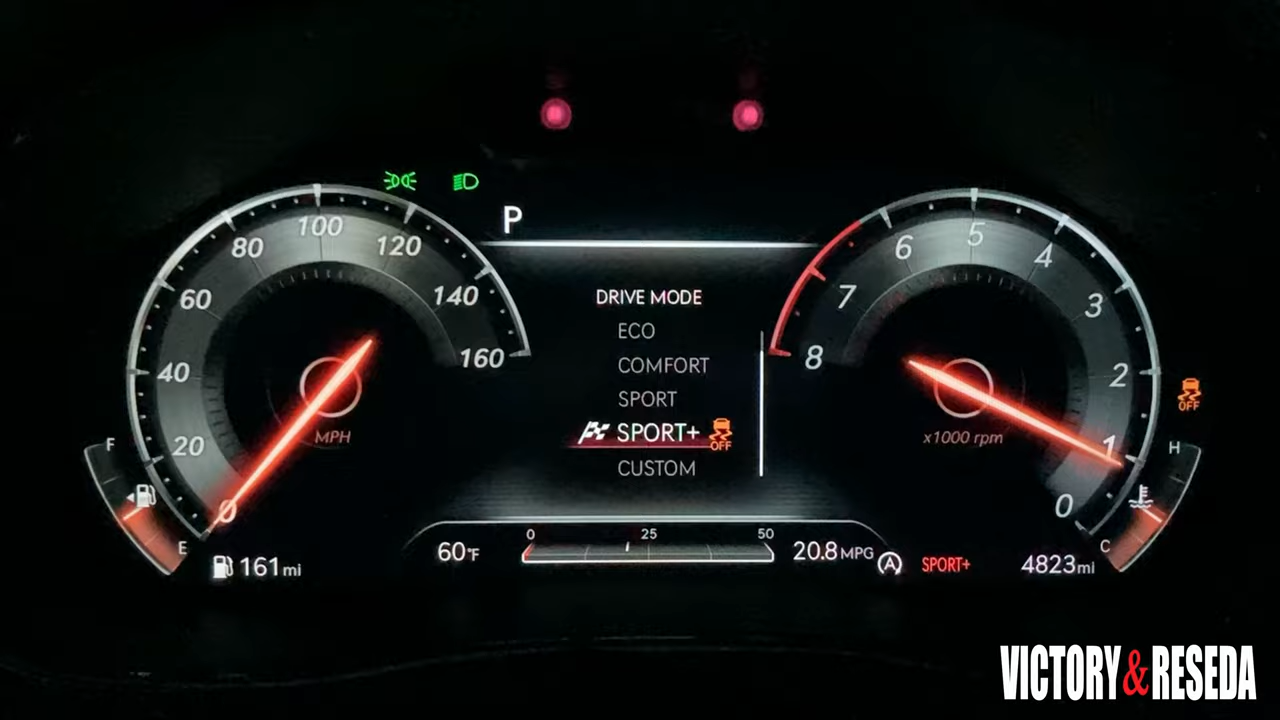 P
100
80
120
60
140
40
160
20
0
MPH
F
E
161mi
DRIVE MODE
ECO
COMFORT
SPORT
SPORT+ OFF
CUSTOM
5
6
4
7
3
8
2
1
0
x1000 rpm
OFF
H
C
0 25 50
60°F
20.8MPG
A
SPORT+
4823mi
VICTORY&RESEDA